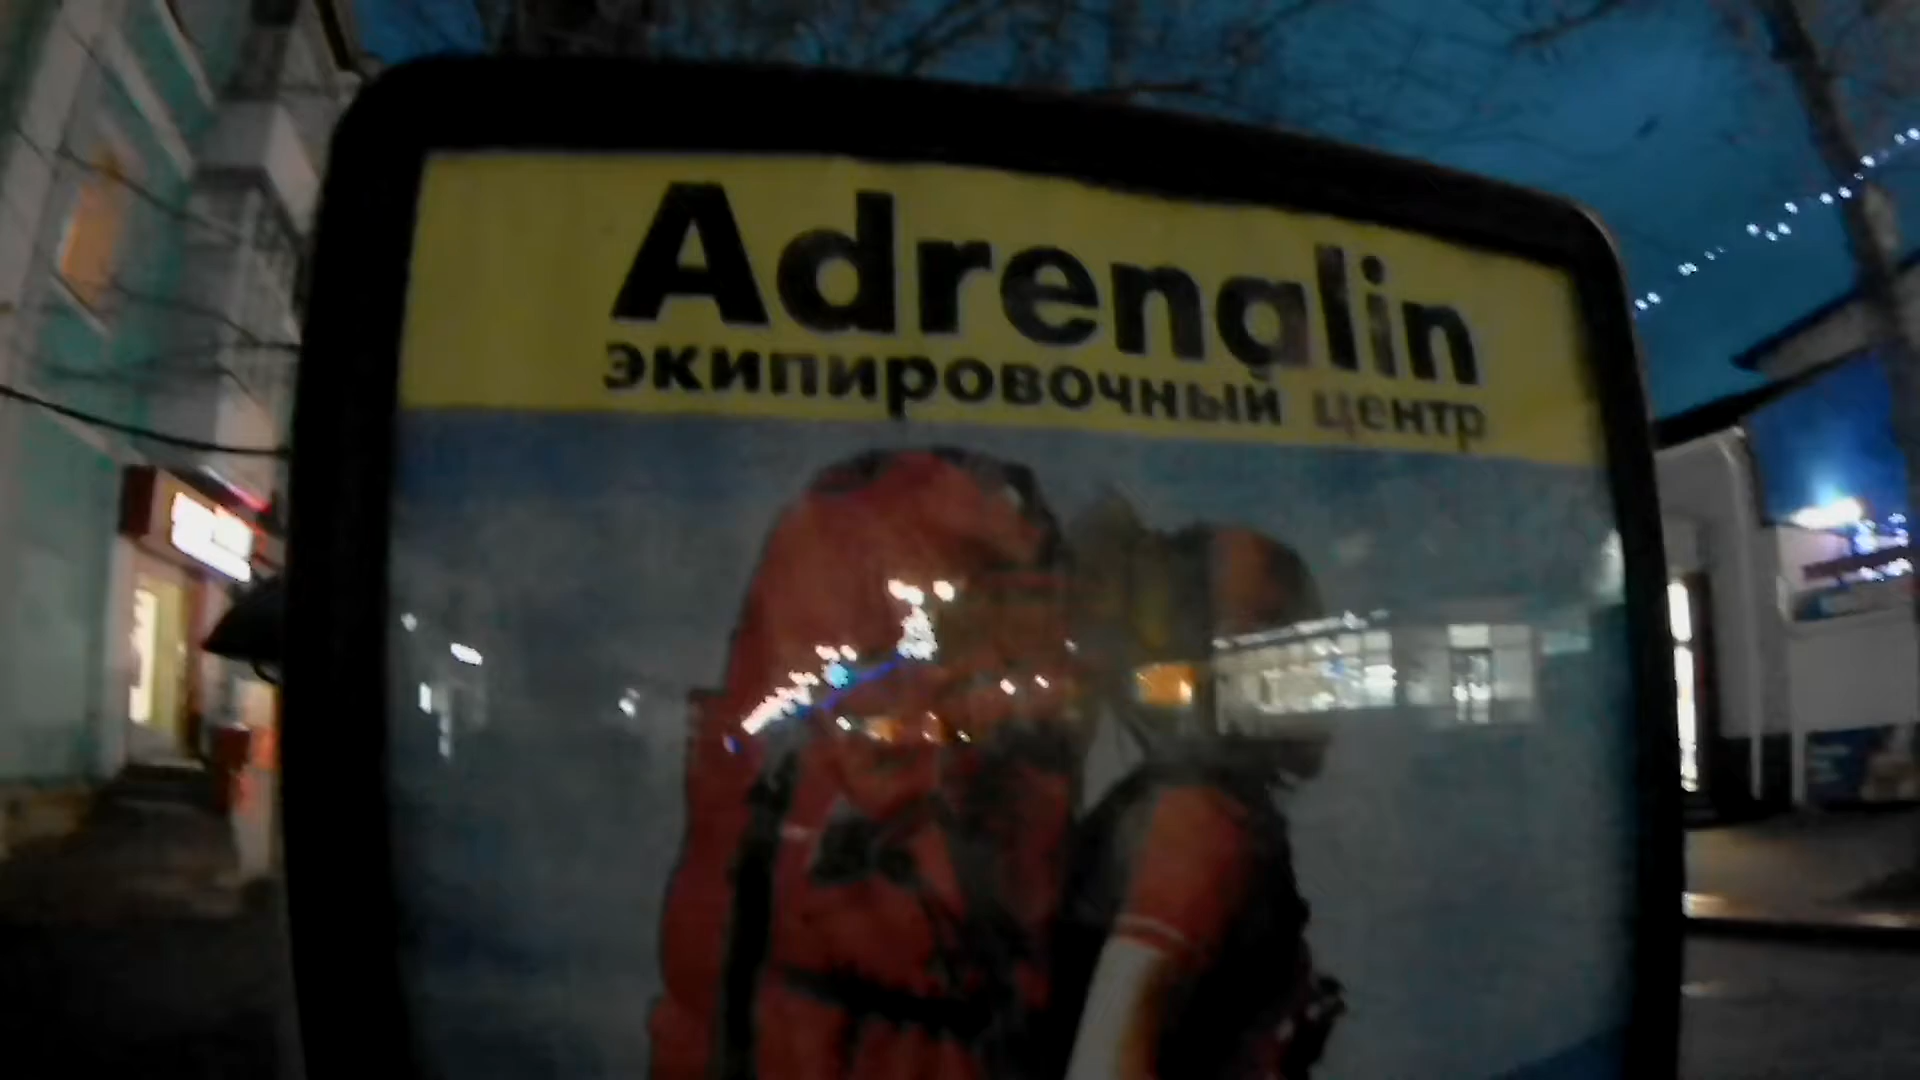 Adrenalin
экипировочный центр